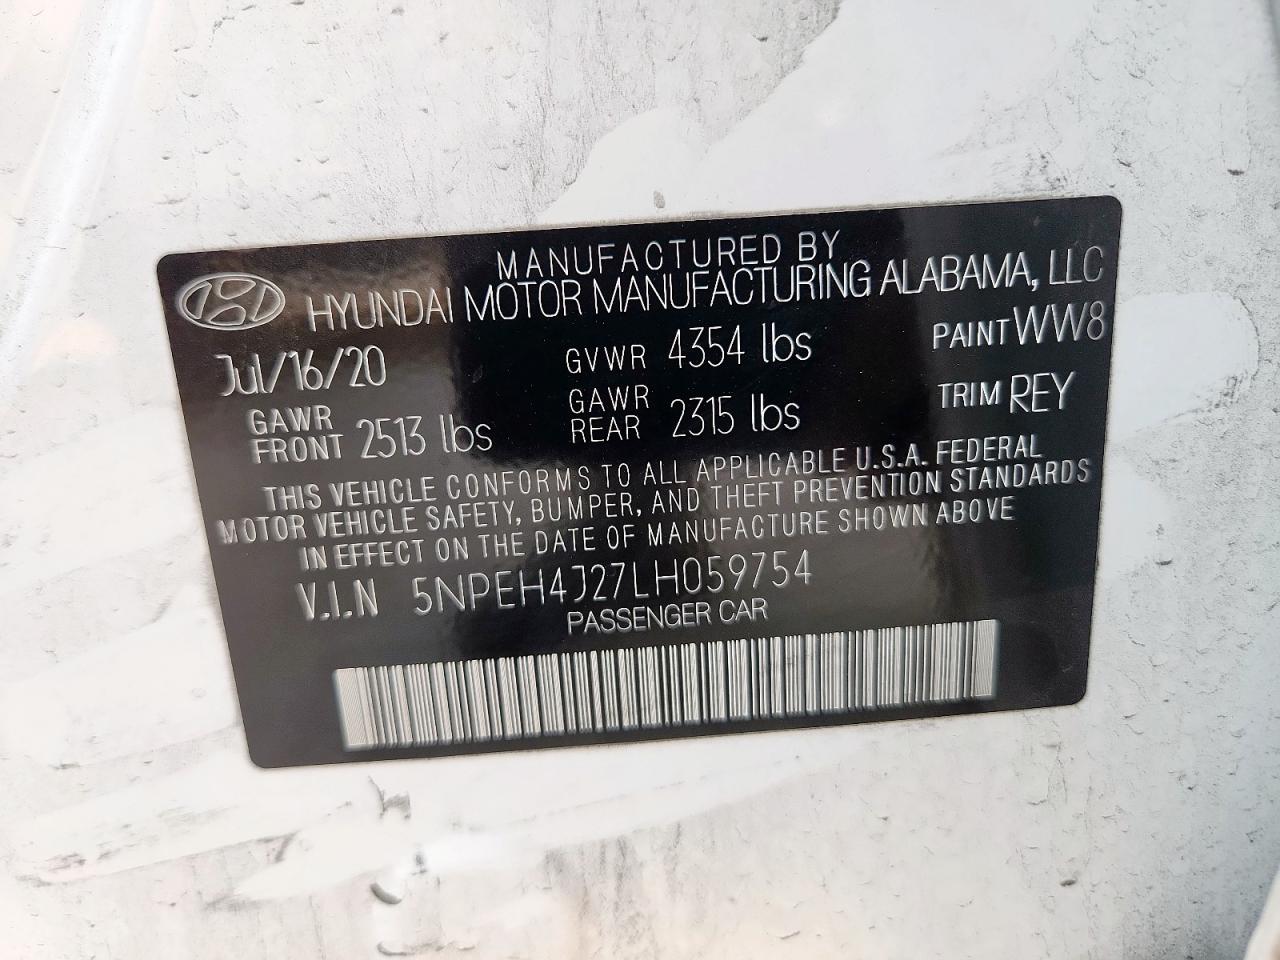 MANUFACTURED BY
HYUNDAI MOTOR MANUFACTURING ALABAMA, LLC
Jul/16/20 GVWR 4354 lbs PAINT WW8
GAWR FRONT 2513 lbs GAWR REAR 2315 lbs TRIM REY
THIS VEHICLE CONFORMS TO ALL APPLICABLE U.S.A. FEDERAL
MOTOR VEHICLE SAFETY, BUMPER, AND THEFT PREVENTION STANDARDS
IN EFFECT ON THE DATE OF MANUFACTURE SHOWN ABOVE
V.I.N 5NPEH4J27LH059754
PASSENGER CAR